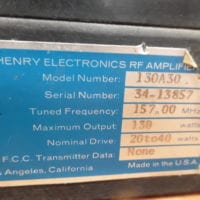 HENRY ELECTRONICS RF AMPLIFIER
Model Number: 130A30
Serial Number: 34-13857
Tuned Frequency: 157.00 MHz
Maximum Output: 130 watts
Nominal Drive: 20to40 watts
F.C.C. Transmitter Data: None
Los Angeles, California Made in the U.S.A.